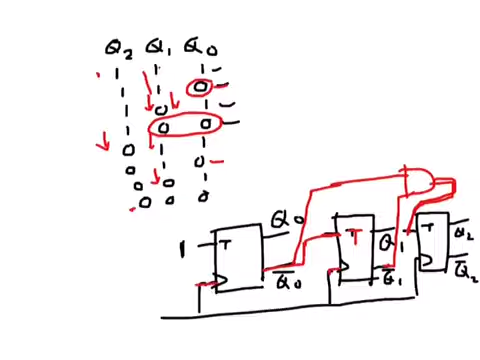 Q2 Q1 Q0
1 1 1
1 1 0
1 0 1
1 0 0
0 1 1
0 1 0
0 0 1
0 0 0
1 T Q0 Q̅0
T Q1 Q̅1
T Q2 Q̅2